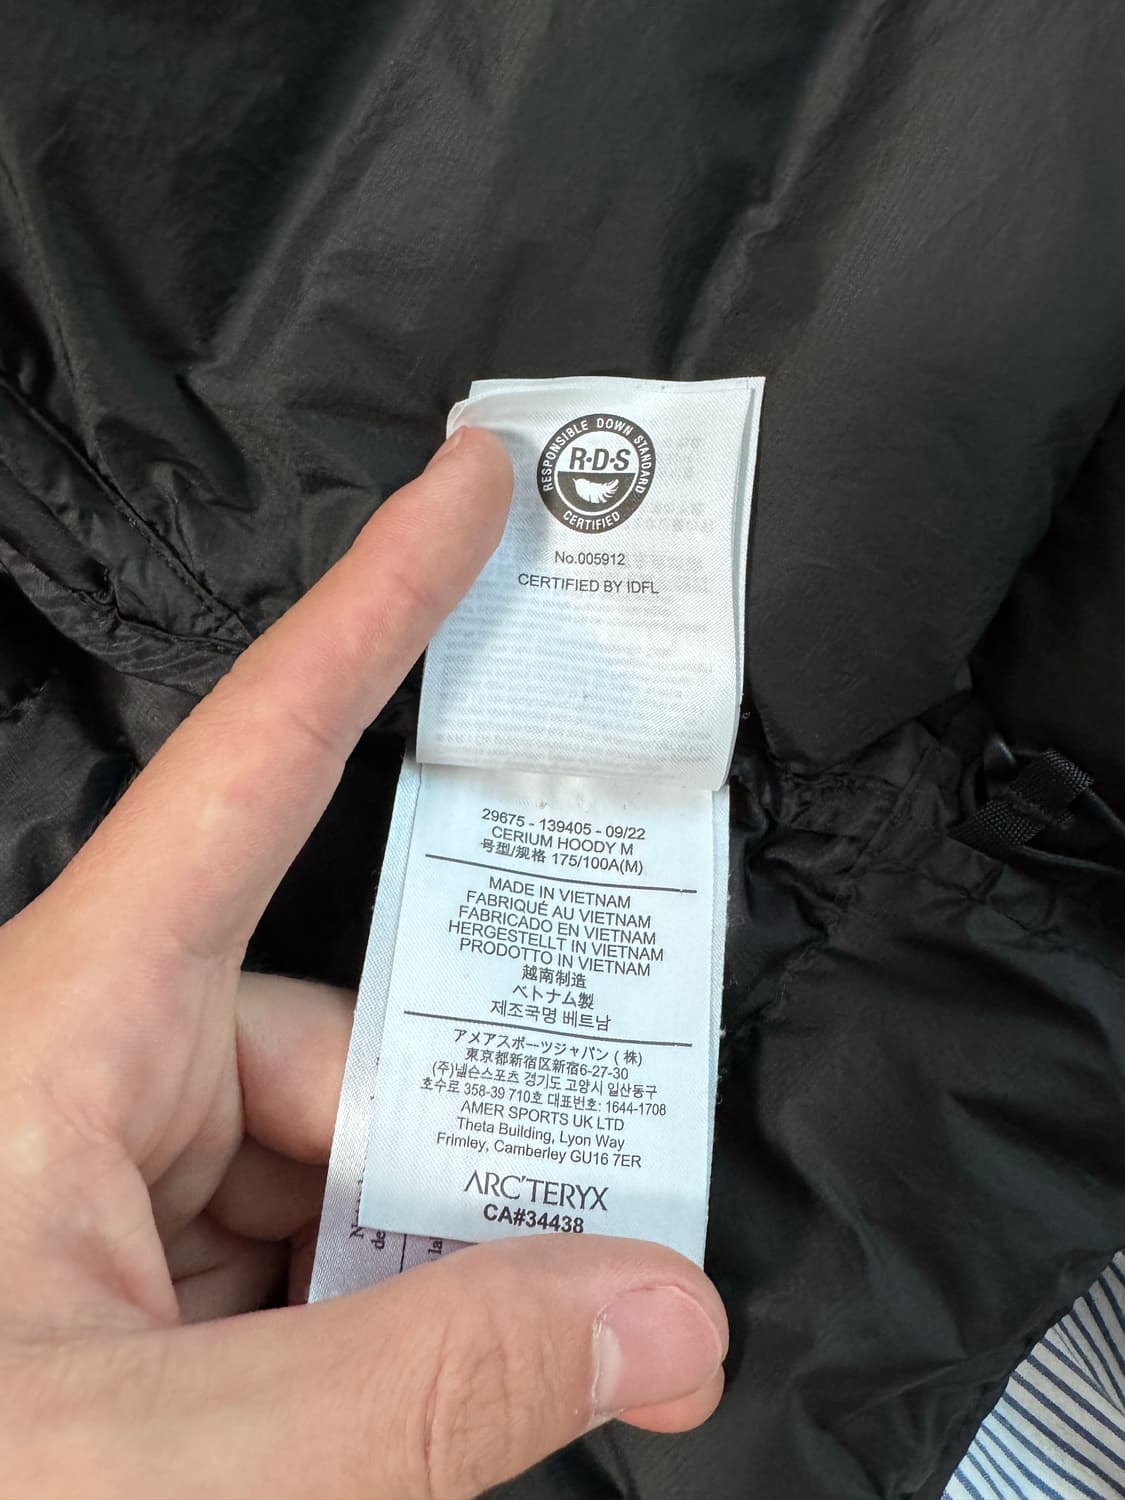 RESPONSIBLE DOWN STANDARD
R·D·S
CERTIFIED
No.005912
CERTIFIED BY IDFL
29675 - 139405 - 09/22
CERIUM HOODY M
号型/规格 175/100A(M)
MADE IN VIETNAM
FABRIQUÉ AU VIETNAM
FABRICADO EN VIETNAM
HERGESTELLT IN VIETNAM
PRODOTTO IN VIETNAM
越南制造
ベトナム製
제조국명 베트남
アメアスポーツジャパン (株)
東京都新宿区新宿6-27-30
(주)넬슨스포츠 경기도 고양시 일산동구
호수로 358-39 710호 대표번호: 1644-1708
AMER SPORTS UK LTD
Theta Building, Lyon Way
Frimley, Camberley GU16 7ER
ARC'TERYX
CA#34438
de
la